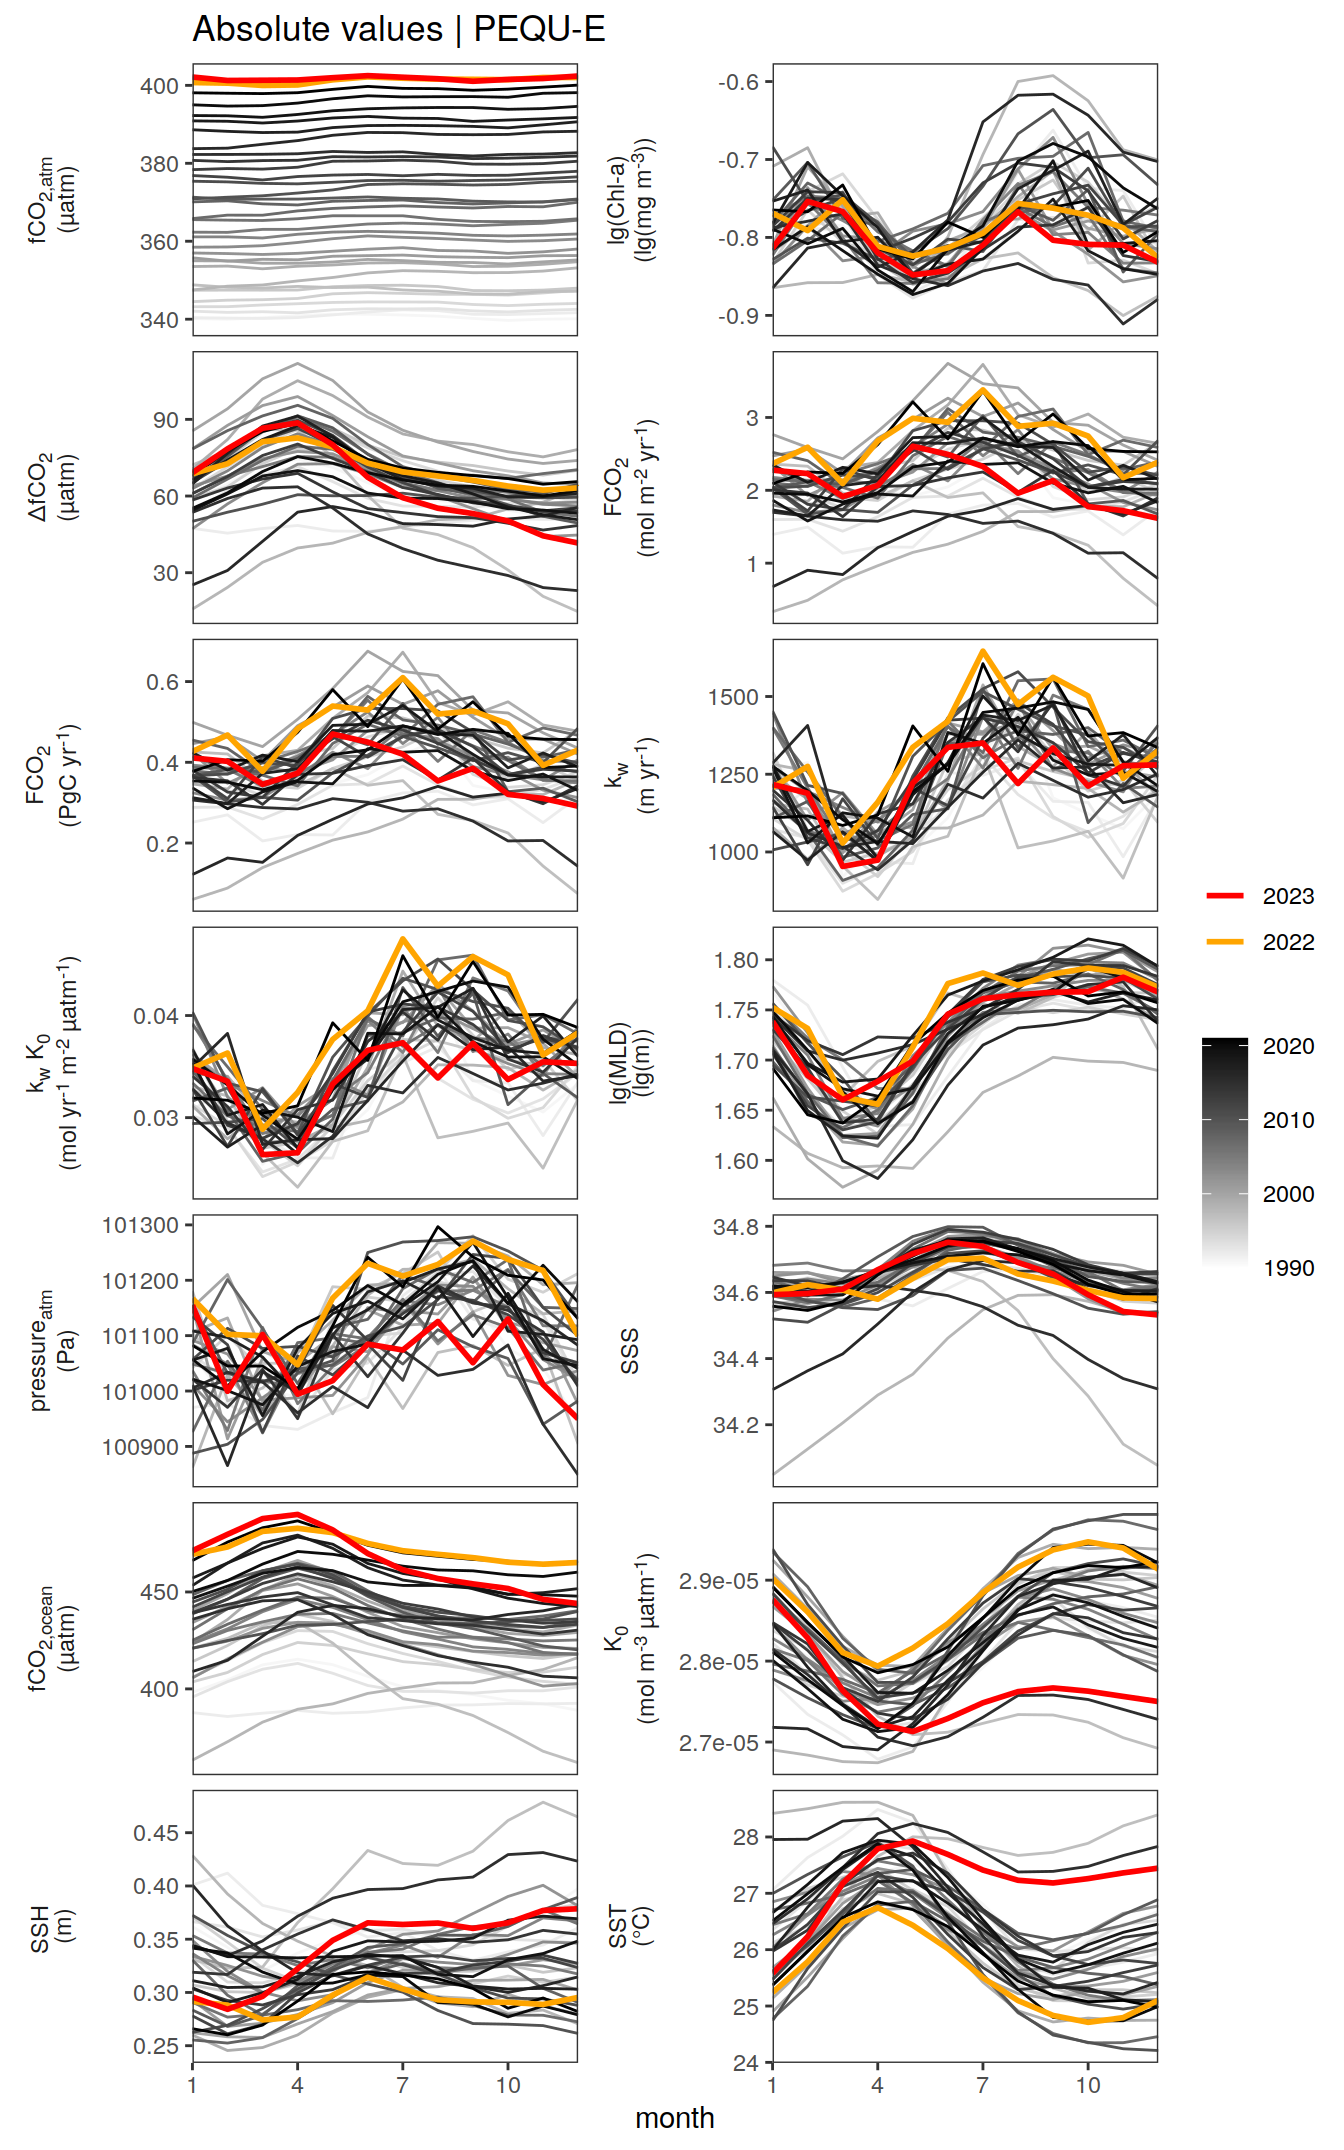 Absolute values | PEQU-E
fCO2,atm
(µatm)
400
380
360
340
lg(Chl-a)
(lg(mg m-3))
-0.6
-0.7
-0.8
-0.9
ΔfCO2
(µatm)
90
60
30
FCO2
(mol m-2 yr-1)
3
2
1
FCO2
(PgC yr-1)
0.6
0.4
0.2
kw
(m yr-1)
1500
1250
1000
kw K0
(mol yr-1 m-2 µatm-1)
0.04
0.03
lg(MLD)
(lg(m))
1.80
1.75
1.70
1.65
1.60
pressureatm
(Pa)
101300
101200
101100
101000
100900
SSS
34.8
34.6
34.4
34.2
fCO2,ocean
(µatm)
450
400
K0
(mol m-3 µatm-1)
2.9e-05
2.8e-05
2.7e-05
SSH
(m)
0.45
0.40
0.35
0.30
0.25
SST
(°C)
28
27
26
25
24
1 4 7 10
1 4 7 10
month
2023
2022
2020
2010
2000
1990